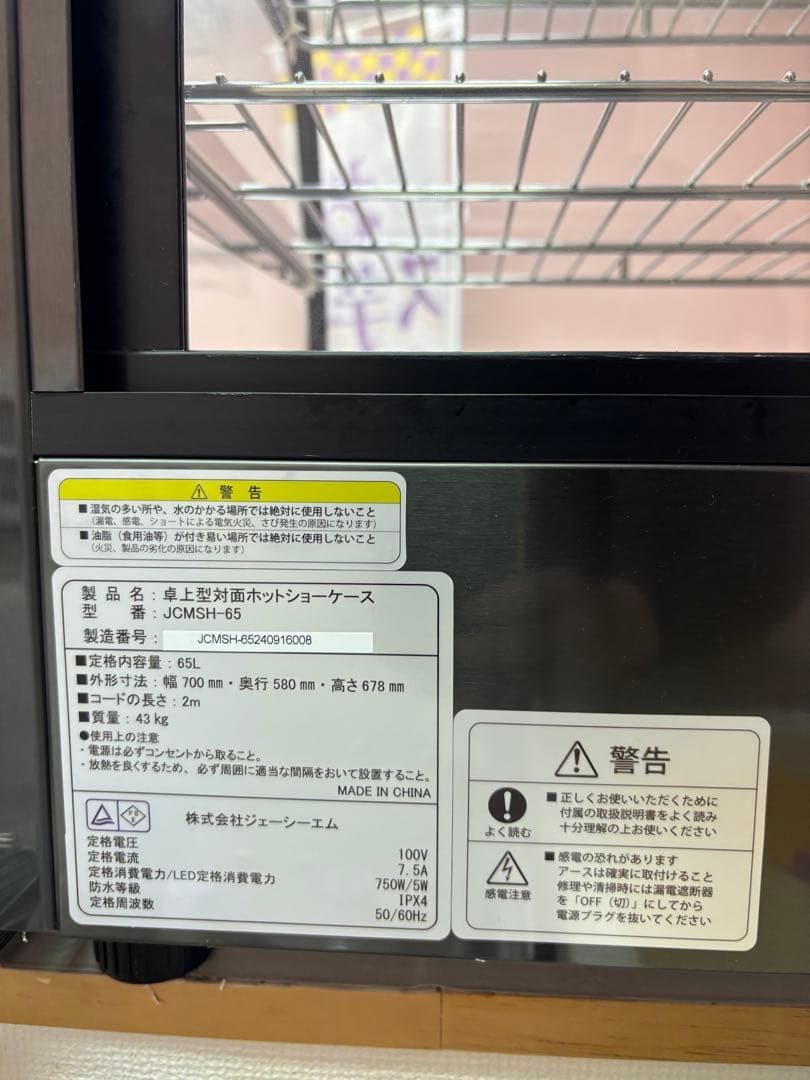 ⚠ 警告
■湿気の多い所や、水のかかる場所では絶対に使用しないこと
（漏電、感電、ショートによる電気火災、さび発生の原因になります）
■油脂（食用油等）が付き易い場所では絶対に使用しないこと
（火災、製品の劣化の原因になります）
製品名：卓上型対面ホットショーケース
型番：JCMSH-65
製造番号：JCMSH-65240916008
■定格内容量：65L
■外形寸法：幅700mm・奥行580mm・高さ678mm
■コードの長さ：2m
■質量：43kg
●使用上の注意
・電源は必ずコンセントから取ること。
・放熱を良くするため、必ず周囲に適当な間隔をおいて設置すること。
MADE IN CHINA
PSE
株式会社ジェーシーエム
定格電圧 100V
定格電流 7.5A
定格消費電力/LED定格消費電力 750W/5W
防水等級 IPX4
定格周波数 50/60Hz
⚠ 警告
よく読む
■正しくお使いいただくために
付属の取扱説明書をよく読み
十分理解の上お使いください
感電注意
■感電の恐れがあります
アースは確実に取付けること
修理や清掃時には漏電遮断器
を「OFF（切）」にしてから
電源プラグを抜いてください